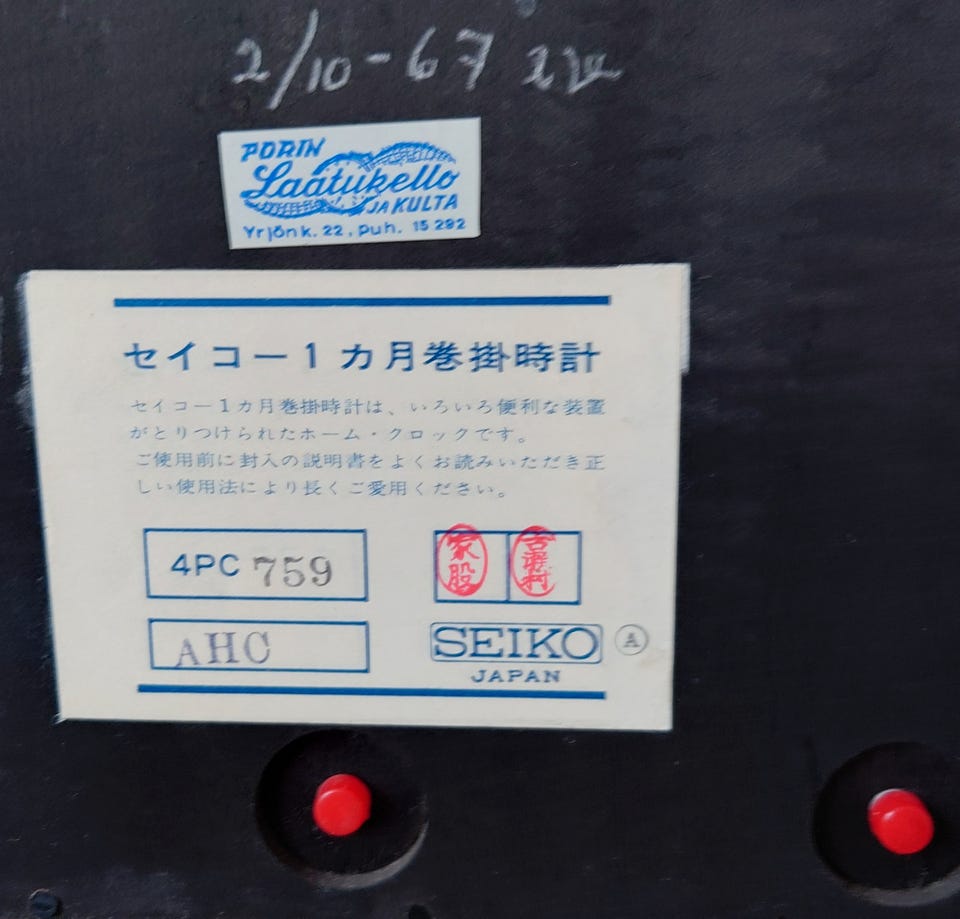 2/10-67
PORIN
Laatukello
JA KULTA
Yrjönk. 22, puh. 15 292
セイコー1カ月巻掛時計
セイコー1カ月巻掛時計は、いろいろ便利な装置
がとりつけられたホーム・クロックです。
ご使用前に封入の説明書をよくお読みいただき正
しい使用法により長くご愛用ください。
4PC 759
AHC
SEIKO A
JAPAN